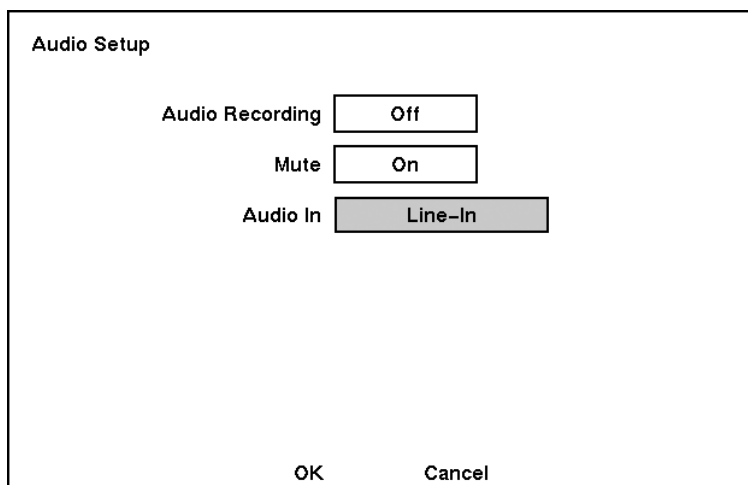 Audio Setup
Audio Recording Off
Mute On
Audio In Line-In
OK Cancel